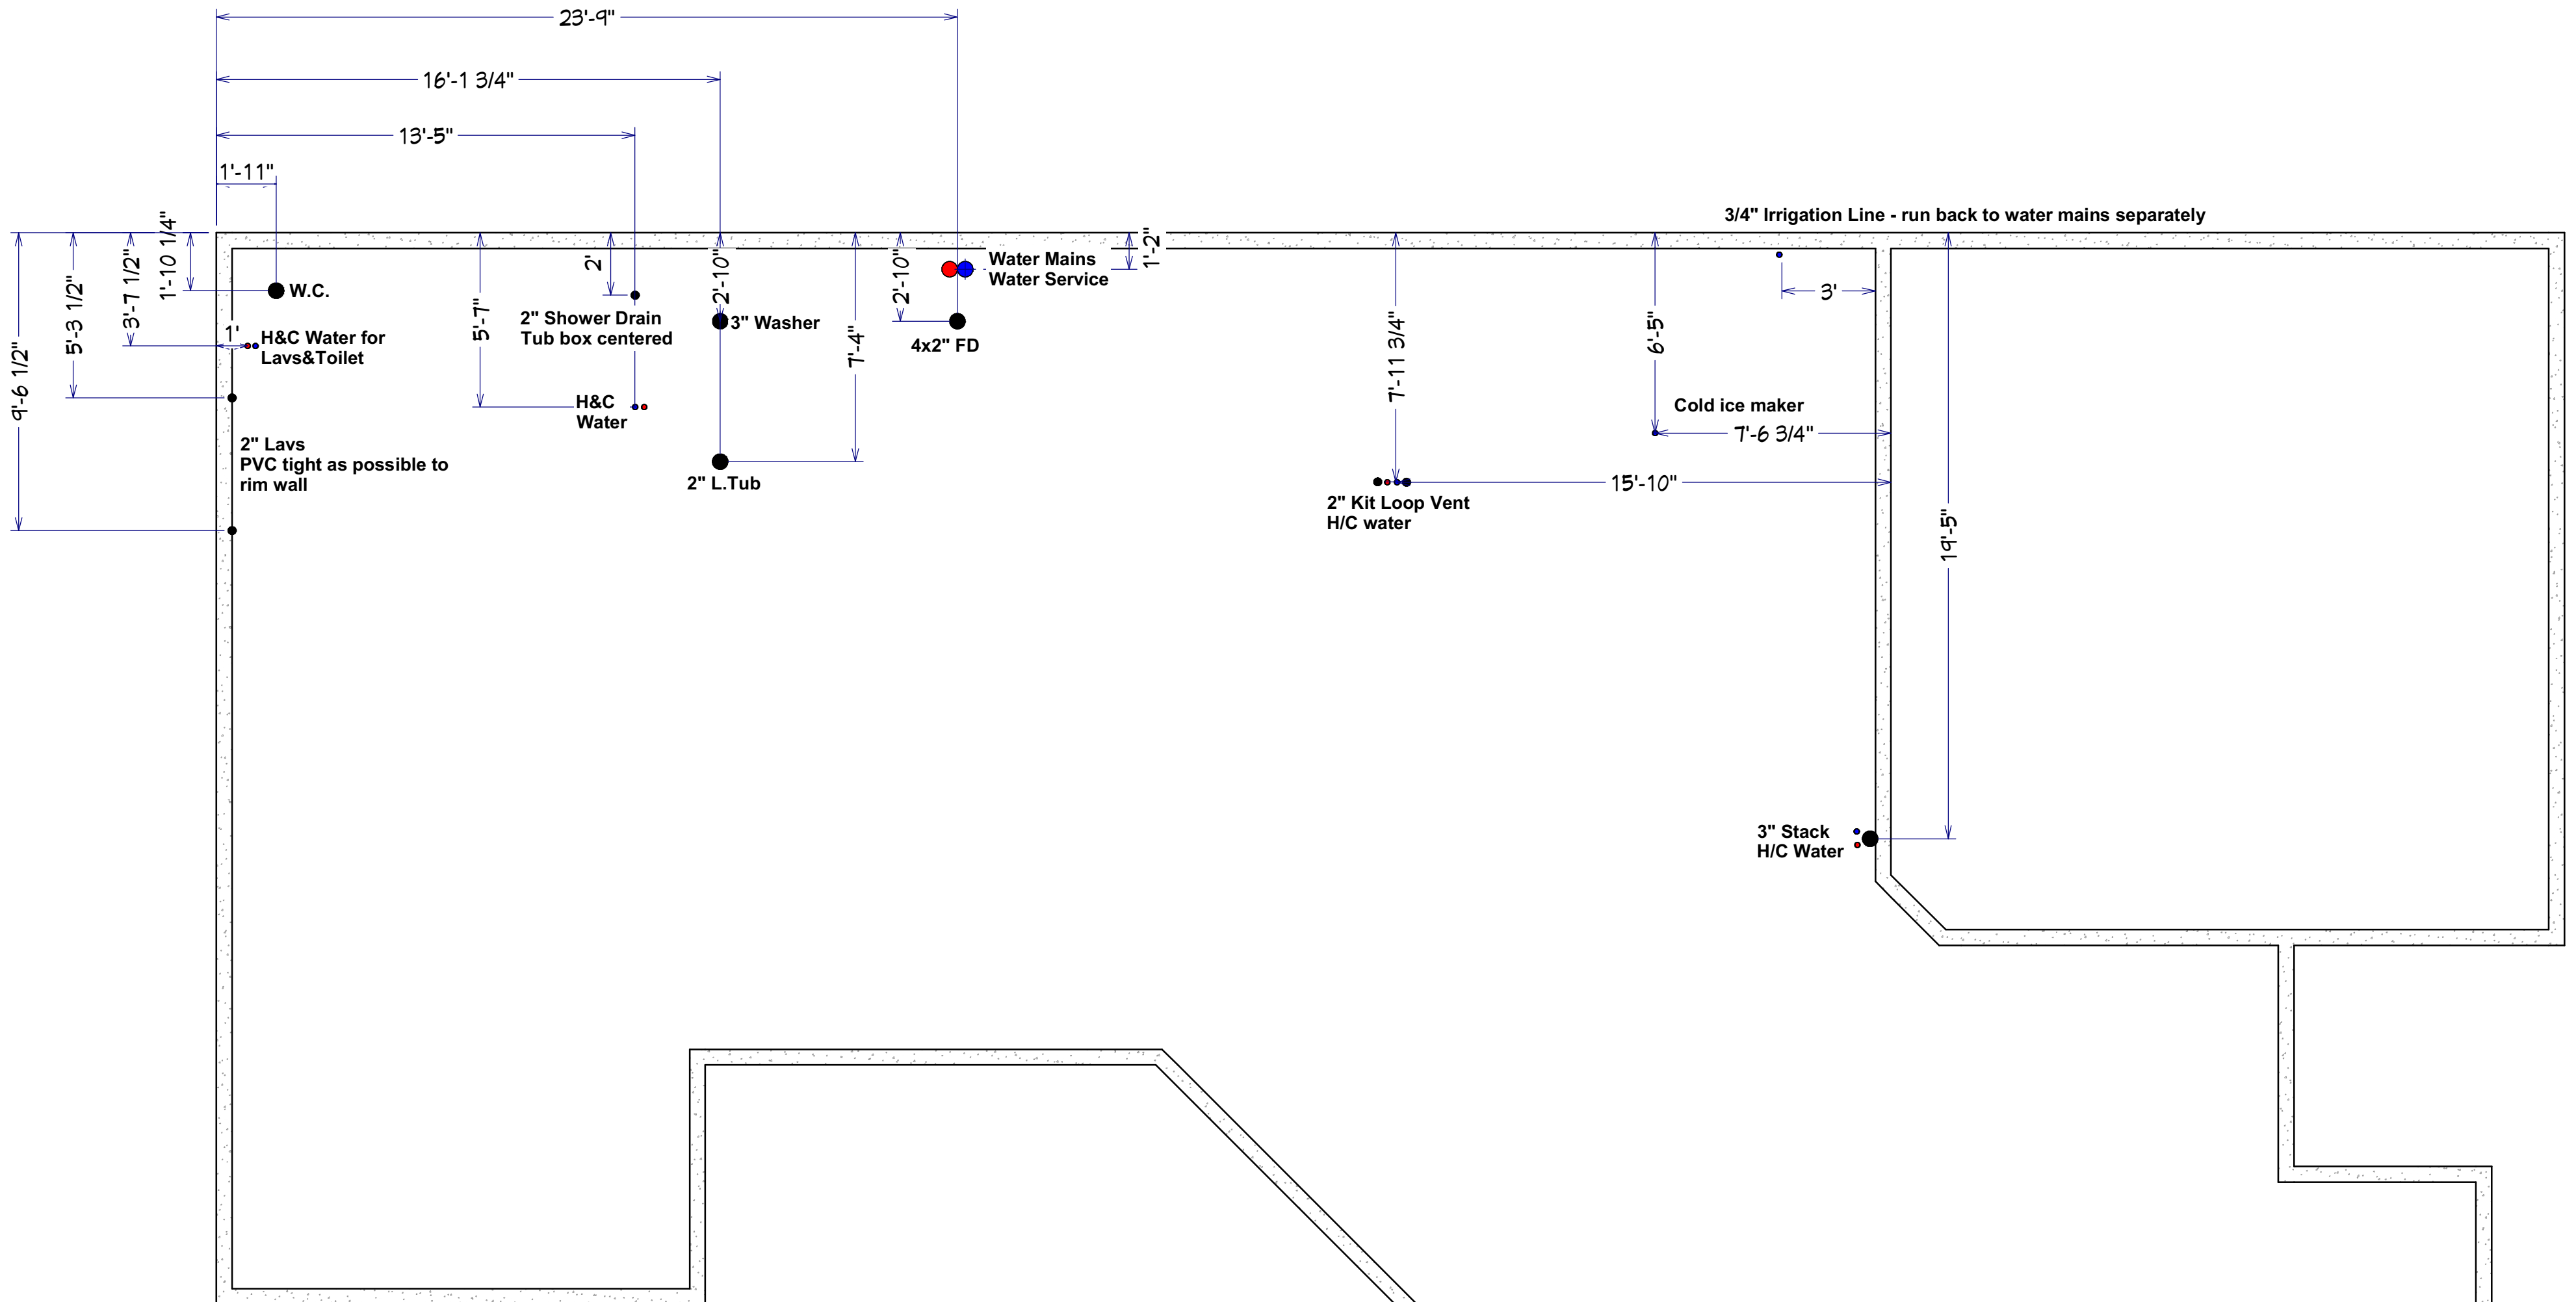 23'-9"
16'-1 3/4"
13'-5"
1'-11"
3/4" Irrigation Line - run back to water mains separately
9'-6 1/2"
5'-3 1/2"
3'-7 1/2"
1'-10 1/4"
W.C.
1'
H&C Water for
Lavs&Toilet
2" Lavs
PVC tight as possible to
rim wall
5'-7"
2'
2" Shower Drain
Tub box centered
H&C
Water
2'-10"
3" Washer
2" L.Tub
7'-4"
2'-10"
4x2" FD
Water Mains
Water Service
1'-2"
7'-11 3/4"
2" Kit Loop Vent
H/C water
15'-10"
6'-5"
Cold ice maker
7'-6 3/4"
3'
19'-5"
3" Stack
H/C Water